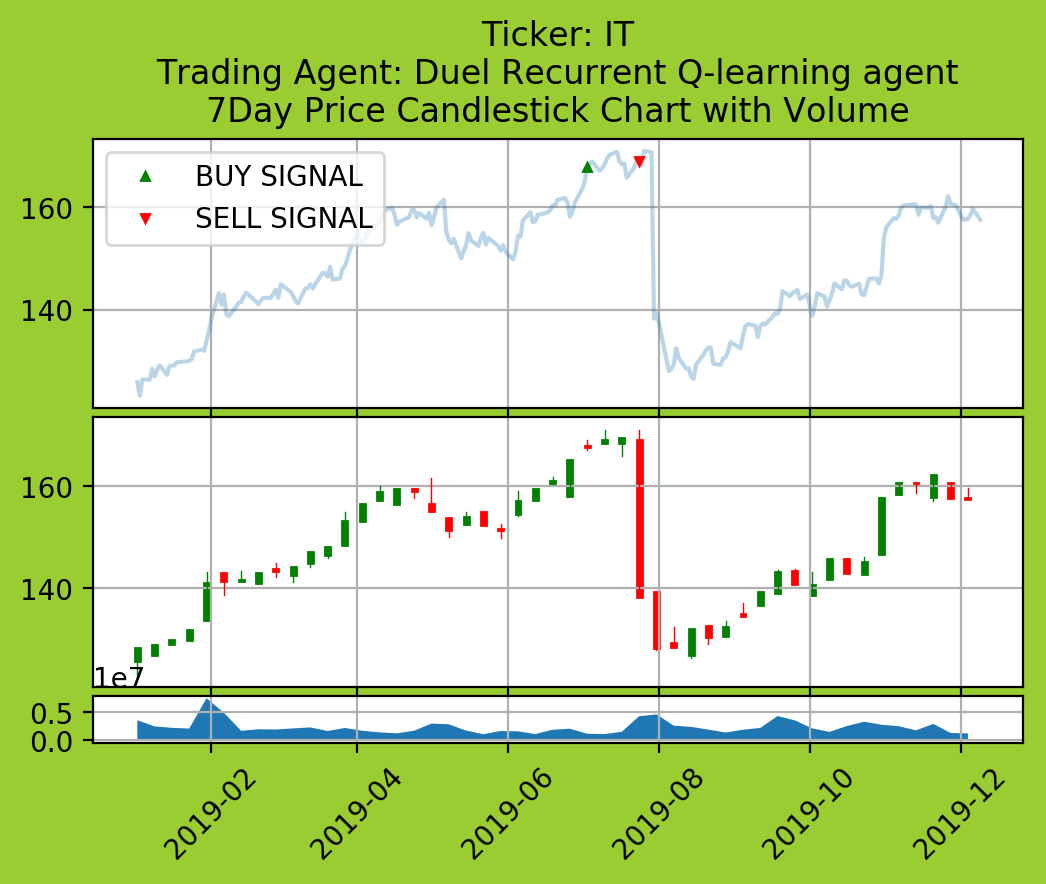 Ticker: IT
Trading Agent: Duel Recurrent Q-learning agent
7Day Price Candlestick Chart with Volume
BUY SIGNAL
SELL SIGNAL
160
140
160
140
1e7
0.5
0.0
2019-02
2019-04
2019-06
2019-08
2019-10
2019-12